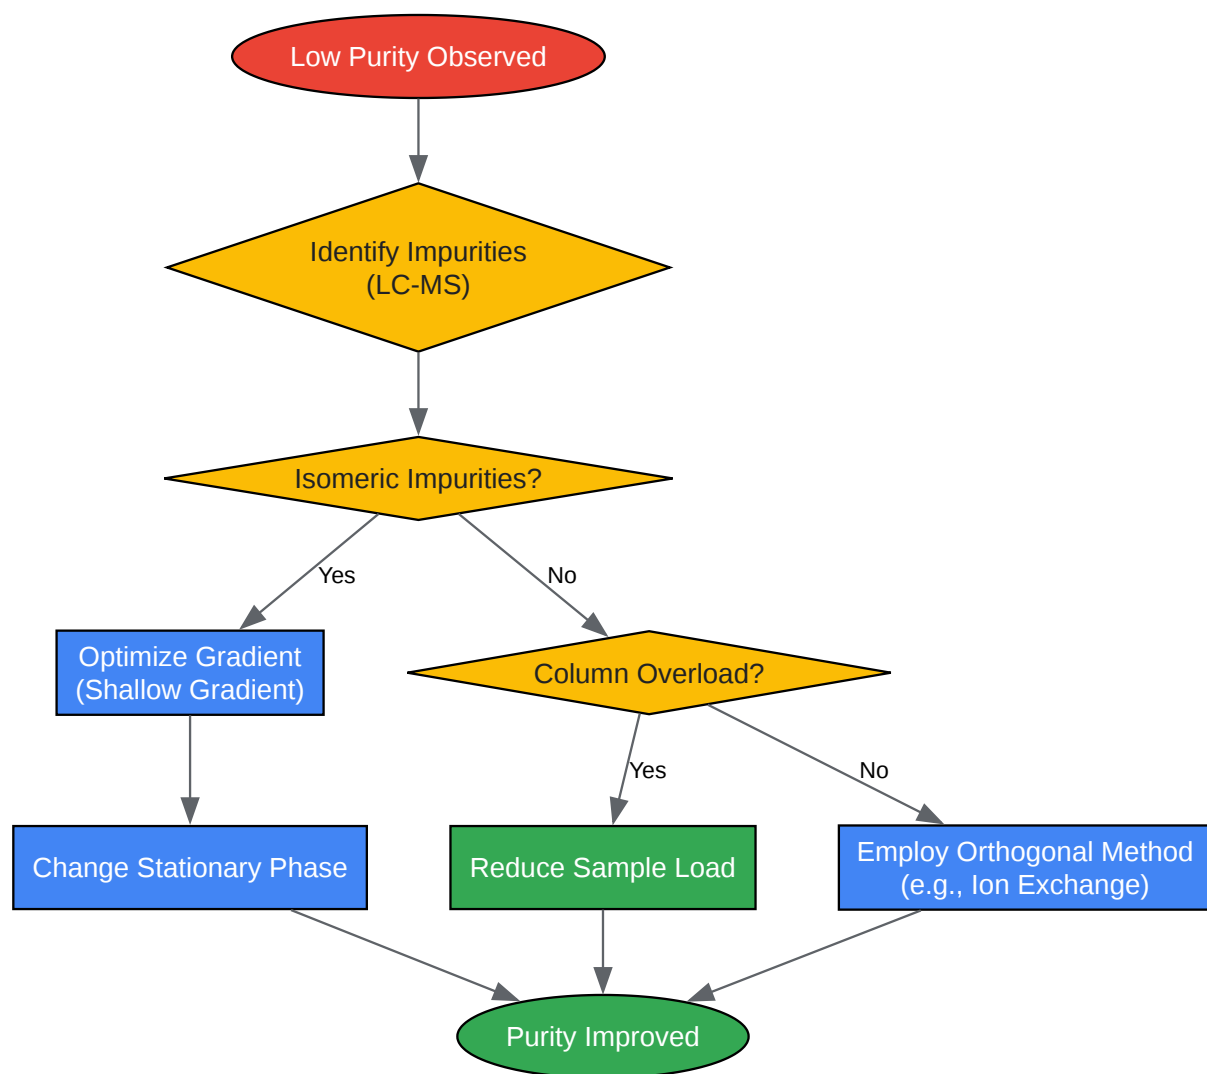 Low Purity Observed
Identify Impurities
(LC-MS)
Isomeric Impurities?
Yes
No
Optimize Gradient
(Shallow Gradient)
Column Overload?
Yes
No
Change Stationary Phase
Reduce Sample Load
Employ Orthogonal Method
(e.g., Ion Exchange)
Purity Improved